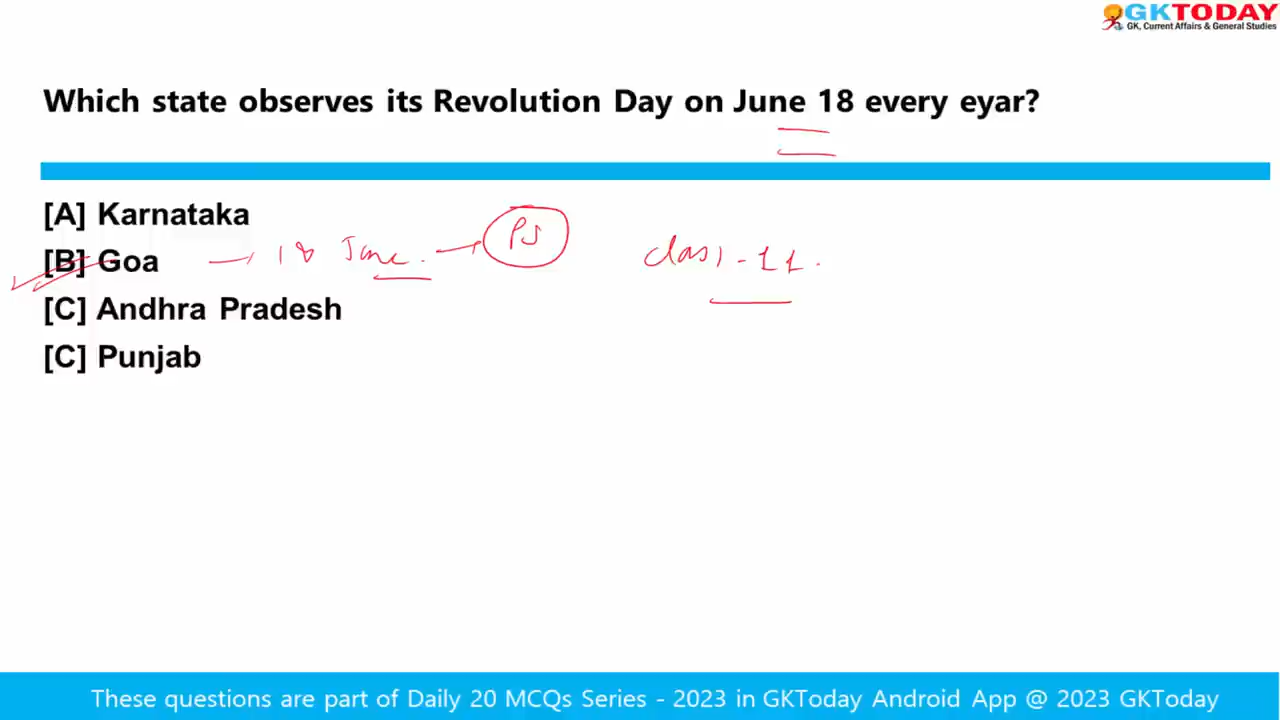 GKTODAY
GK, Current Affairs & General Studies
Which state observes its Revolution Day on June 18 every eyar?
[A] Karnataka
[B] Goa
18 June.
PS
class-11.
[C] Andhra Pradesh
[C] Punjab
These questions are part of Daily 20 MCQs Series - 2023 in GKToday Android App @ 2023 GKToday